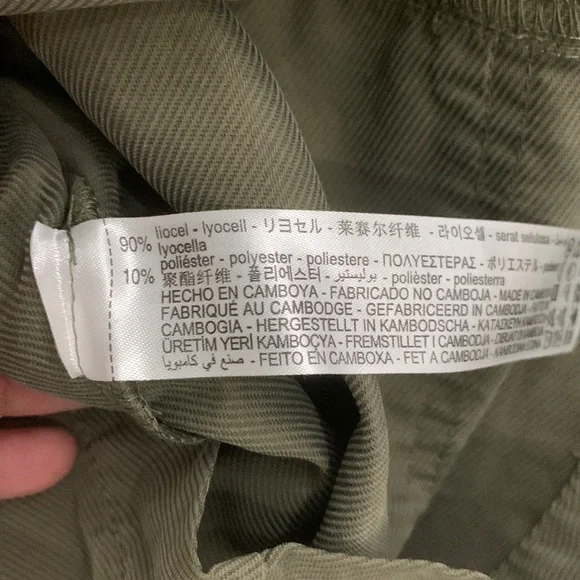 90% liocel - lyocell - リヨセル - 莱赛尔纤维 - 라이오셀 - serat selulosa
lyocella
poliéster - polyester - poliestere - ΠΟΛΥΕΣΤΕΡΑΣ - ポリエステル -
10% 聚酯纤维 - 폴리에스터 - بوليستير - polièster - poliesterra
HECHO EN CAMBOYA - FABRICADO NO CAMBOJA - MADE IN CAMBODIA
FABRIQUÉ AU CAMBODGE - GEFABRICEERD IN CAMBODJA -
CAMBOGIA - HERGESTELLT IN KAMBODSCHA -
ÜRETİM YERİ KAMBOÇYA - FREMSTILLET I CAMBODJA -
صنع في كامبوديا - FEITO EN CAMBOXA - FET A CAMBODJA -